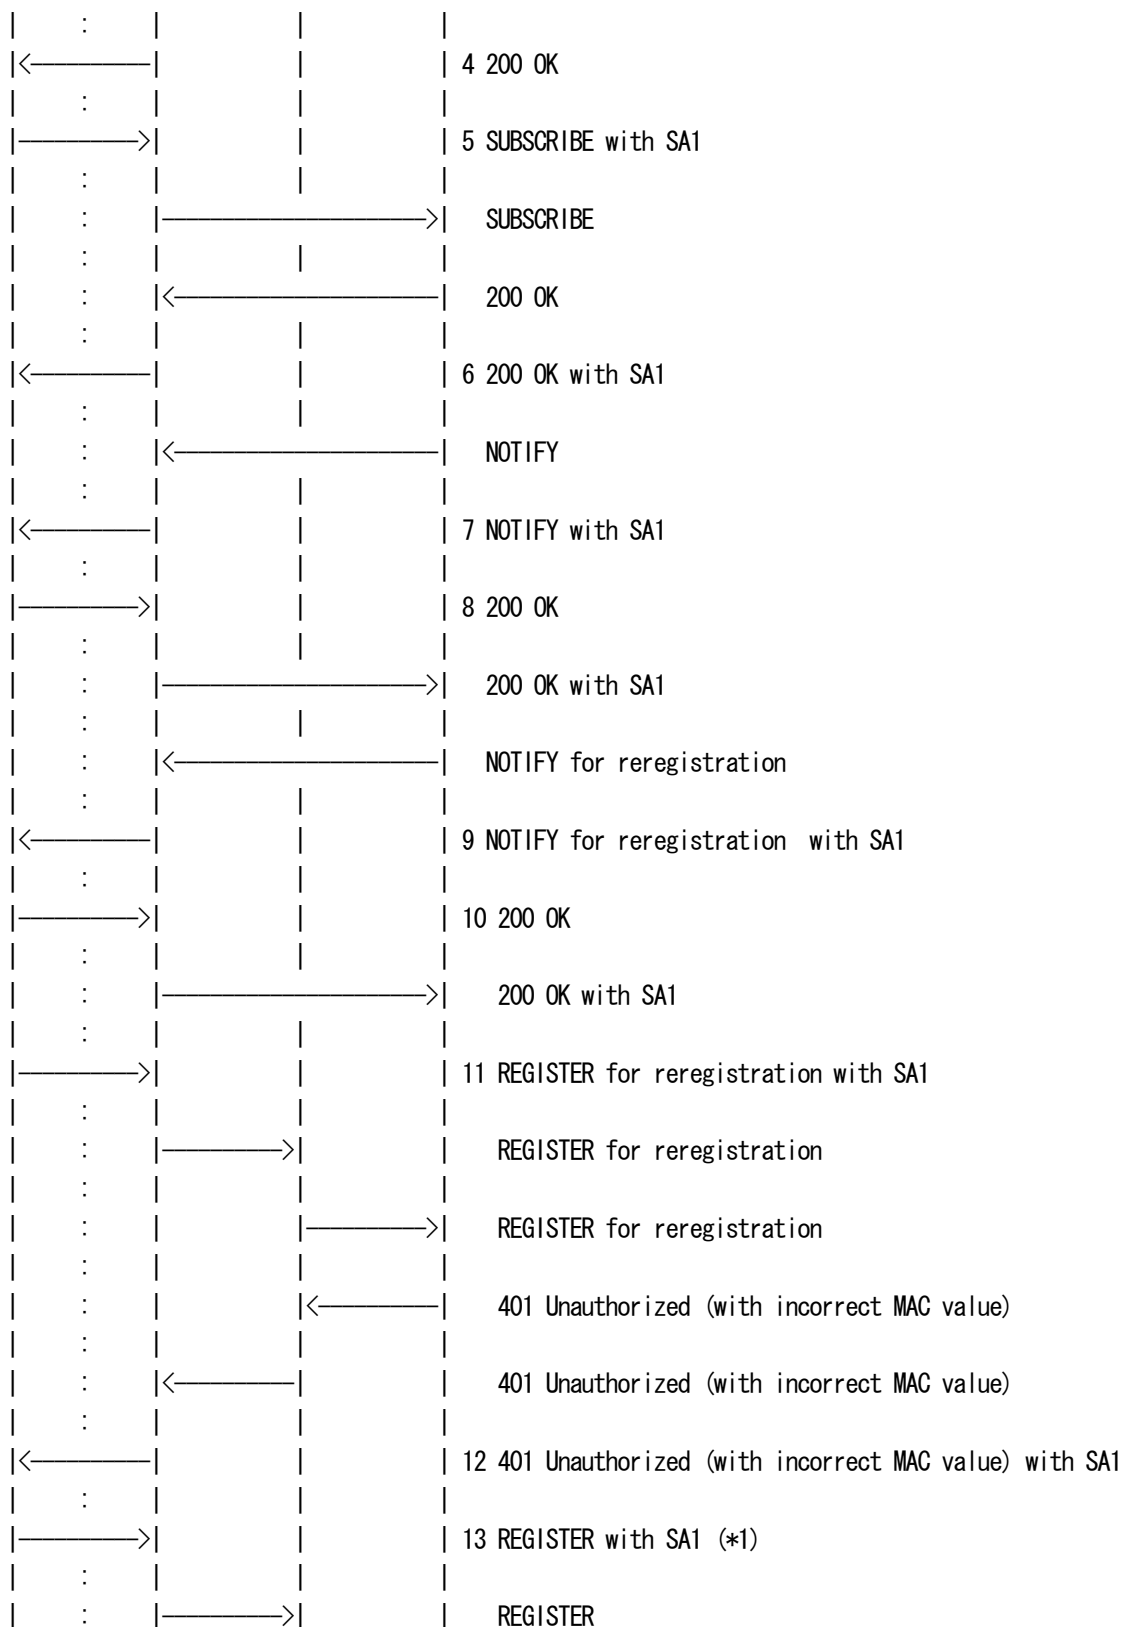 4 200 OK
5 SUBSCRIBE with SA1
SUBSCRIBE
200 OK
6 200 OK with SA1
NOTIFY
7 NOTIFY with SA1
8 200 OK
200 OK with SA1
NOTIFY for reregistration
9 NOTIFY for reregistration with SA1
10 200 OK
200 OK with SA1
11 REGISTER for reregistration with SA1
REGISTER for reregistration
REGISTER for reregistration
401 Unauthorized (with incorrect MAC value)
401 Unauthorized (with incorrect MAC value)
12 401 Unauthorized (with incorrect MAC value) with SA1
13 REGISTER with SA1 (*1)
REGISTER